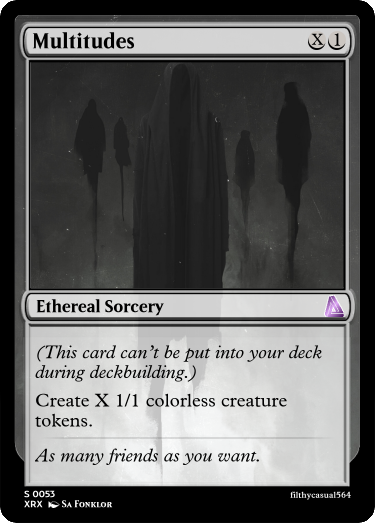 Multitudes X1
Ethereal Sorcery
(This card can't be put into your deck
during deckbuilding.)
Create X 1/1 colorless creature
tokens.
As many friends as you want.
S 0053 filthycasual564
XRX Sa Fonklor